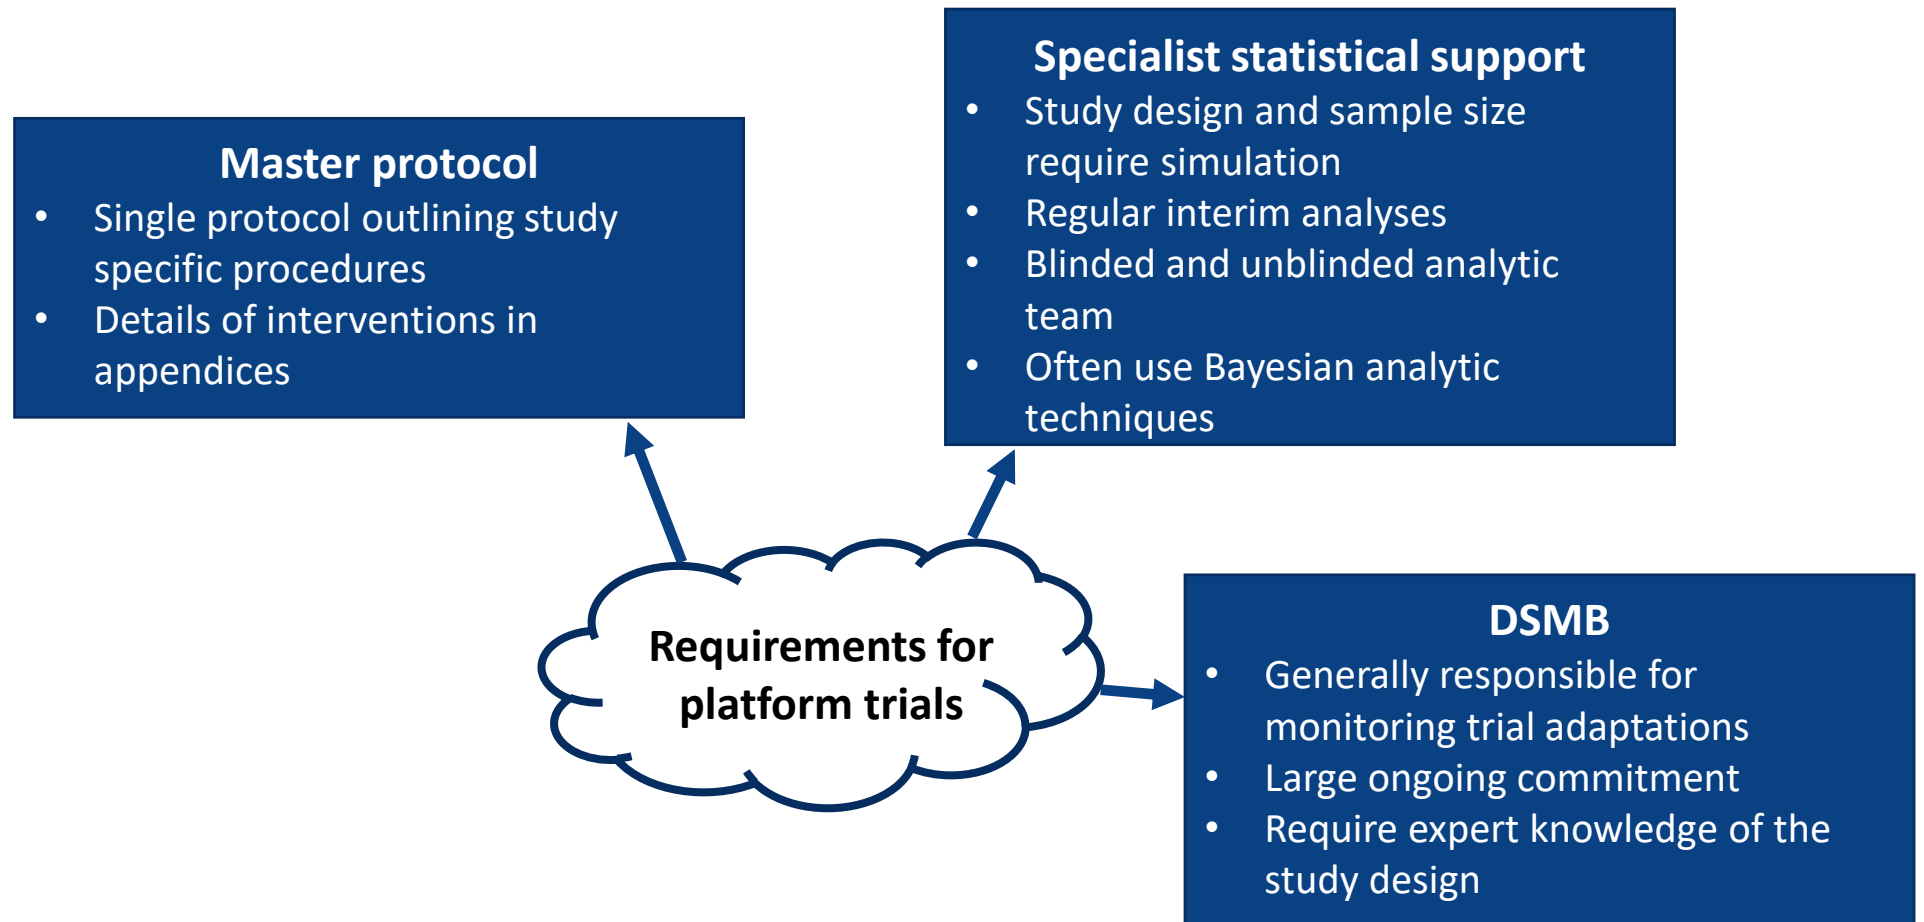 Master protocol
• Single protocol outlining study
specific procedures
• Details of interventions in
appendices
Specialist statistical support
• Study design and sample size
require simulation
• Regular interim analyses
• Blinded and unblinded analytic
team
• Often use Bayesian analytic
techniques
Requirements for
platform trials
DSMB
• Generally responsible for
monitoring trial adaptations
• Large ongoing commitment
• Require expert knowledge of the
study design